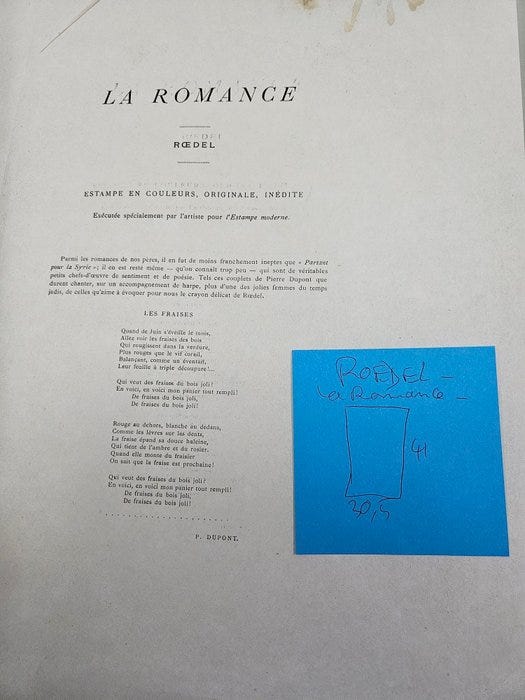 LA ROMANCE
RŒDEL
ESTAMPE EN COULEURS, ORIGINALE, INÉDITE
Exécutée spécialement par l'artiste pour l'Estampe moderne.
Parmi les romances de nos pères, il en fut de moins franchement ineptes que « Partant
pour la Syrie »; il en est resté même — qu'on connaît trop peu — qui sont de véritables
petits chefs-d'œuvre de sentiment et de poésie. Tels ces couplets de Pierre Dupont que
durent chanter, sur un accompagnement de harpe, plus d'une des jolies femmes du temps
jadis, de celles qu'aime à évoquer pour nous le crayon délicat de Rœdel.
LES FRAISES
Quand de Juin s'éveille le mois,
Allez voir les fraises des bois
Qui rougissent dans la verdure,
Plus rouges que le vif corail,
Balançant, comme un éventail,
Leur feuille à triple découpure!...
Qui veut des fraises du bois joli?
En voici, en voici mon panier tout rempli!
De fraises du bois joli,
De fraises du bois joli!
Rouge au dehors, blanche au dedans,
Comme les lèvres sur les dents,
La fraise épand sa douce haleine,
Qui tient de l'ambre et du rosier.
Quand elle monte du fraisier
On sait que la fraise est prochaine!
Qui veut des fraises du bois joli?
En voici, en voici mon panier tout rempli!
De fraises du bois joli,
De fraises du bois joli!
P. DUPONT.
ROEDEL -
La Romance -
41
30,5